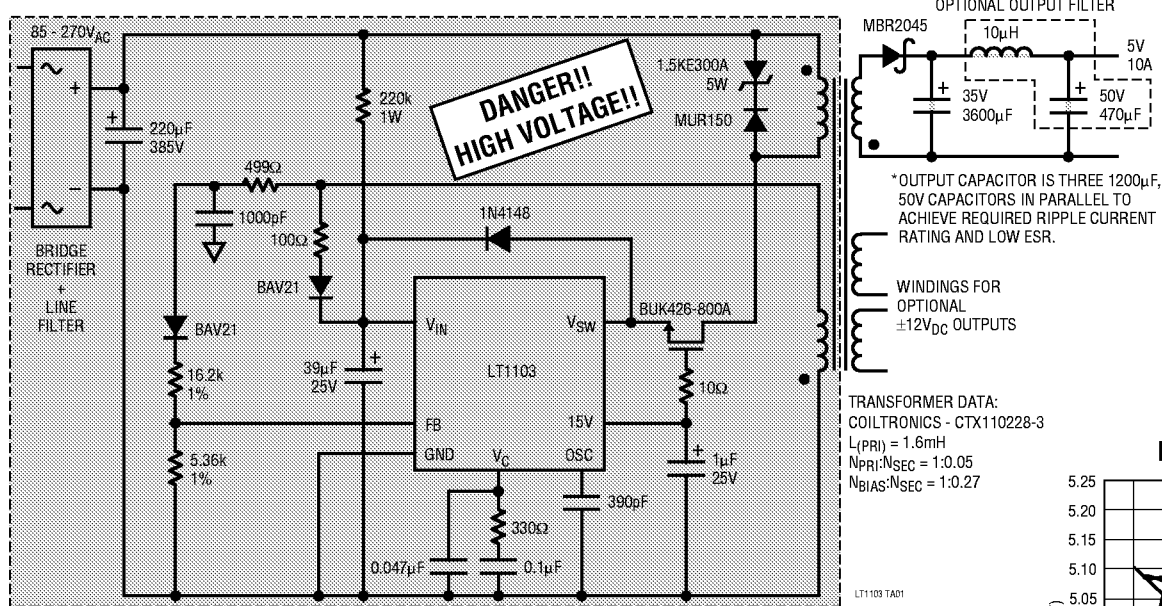 OPTIONAL OUTPUT FILTER
85 - 270VAC
MBR2045
10µH
5V
10A
1.5KE300A
5W
DANGER!!
HIGH VOLTAGE!!
220k
1W
+
+
220µF
385V
+
35V
3600µF
+
50V
470µF
MUR150
–
499Ω
*OUTPUT CAPACITOR IS THREE 1200µF,
50V CAPACITORS IN PARALLEL TO
ACHIEVE REQUIRED RIPPLE CURRENT
RATING AND LOW ESR.
1000pF
1N4148
100Ω
BRIDGE
RECTIFIER
+
LINE
FILTER
BAV21
WINDINGS FOR
OPTIONAL
±12VDC OUTPUTS
BUK426-800A
BAV21
VIN
VSW
39µF
25V
+
LT1103
16.2k
1%
10Ω
TRANSFORMER DATA:
COILTRONICS - CTX110228-3
L(PRI) = 1.6mH
NPRI:NSEC = 1:0.05
NBIAS:NSEC = 1:0.27
FB
15V
GND
VC
OSC
5.36k
1%
+
1µF
25V
390pF
330Ω
0.047µF
0.1µF
5.25
5.20
5.15
5.10
5.05
LT1103 TA01